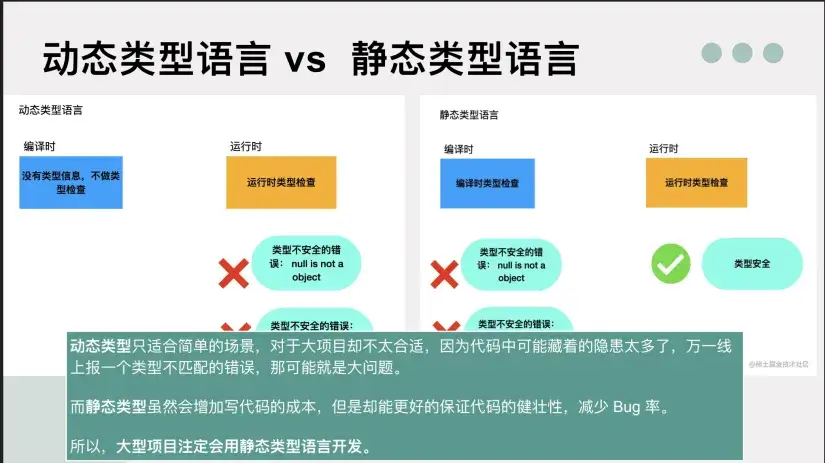 动态类型语言 vs 静态类型语言
动态类型语言
编译时
运行时
没有类型信息，不做类
型检查
运行时类型检查
类型不安全的错
误： null is not a
object
类型不安全的错误:
静态类型语言
编译时
运行时
编译时类型检查
运行时类型检查
类型不安全的错
误： null is not a
object
类型安全
类型不安全的错误:
动态类型只适合简单的场景，对于大项目却不太合适，因为代码中可能藏着的隐患太多了，万一线
上报一个类型不匹配的错误，那可能就是大问题。
而静态类型虽然会增加写代码的成本，但是却能更好的保证代码的健壮性，减少 Bug 率。
所以，大型项目注定会用静态类型语言开发。
@稀土掘金技术社区